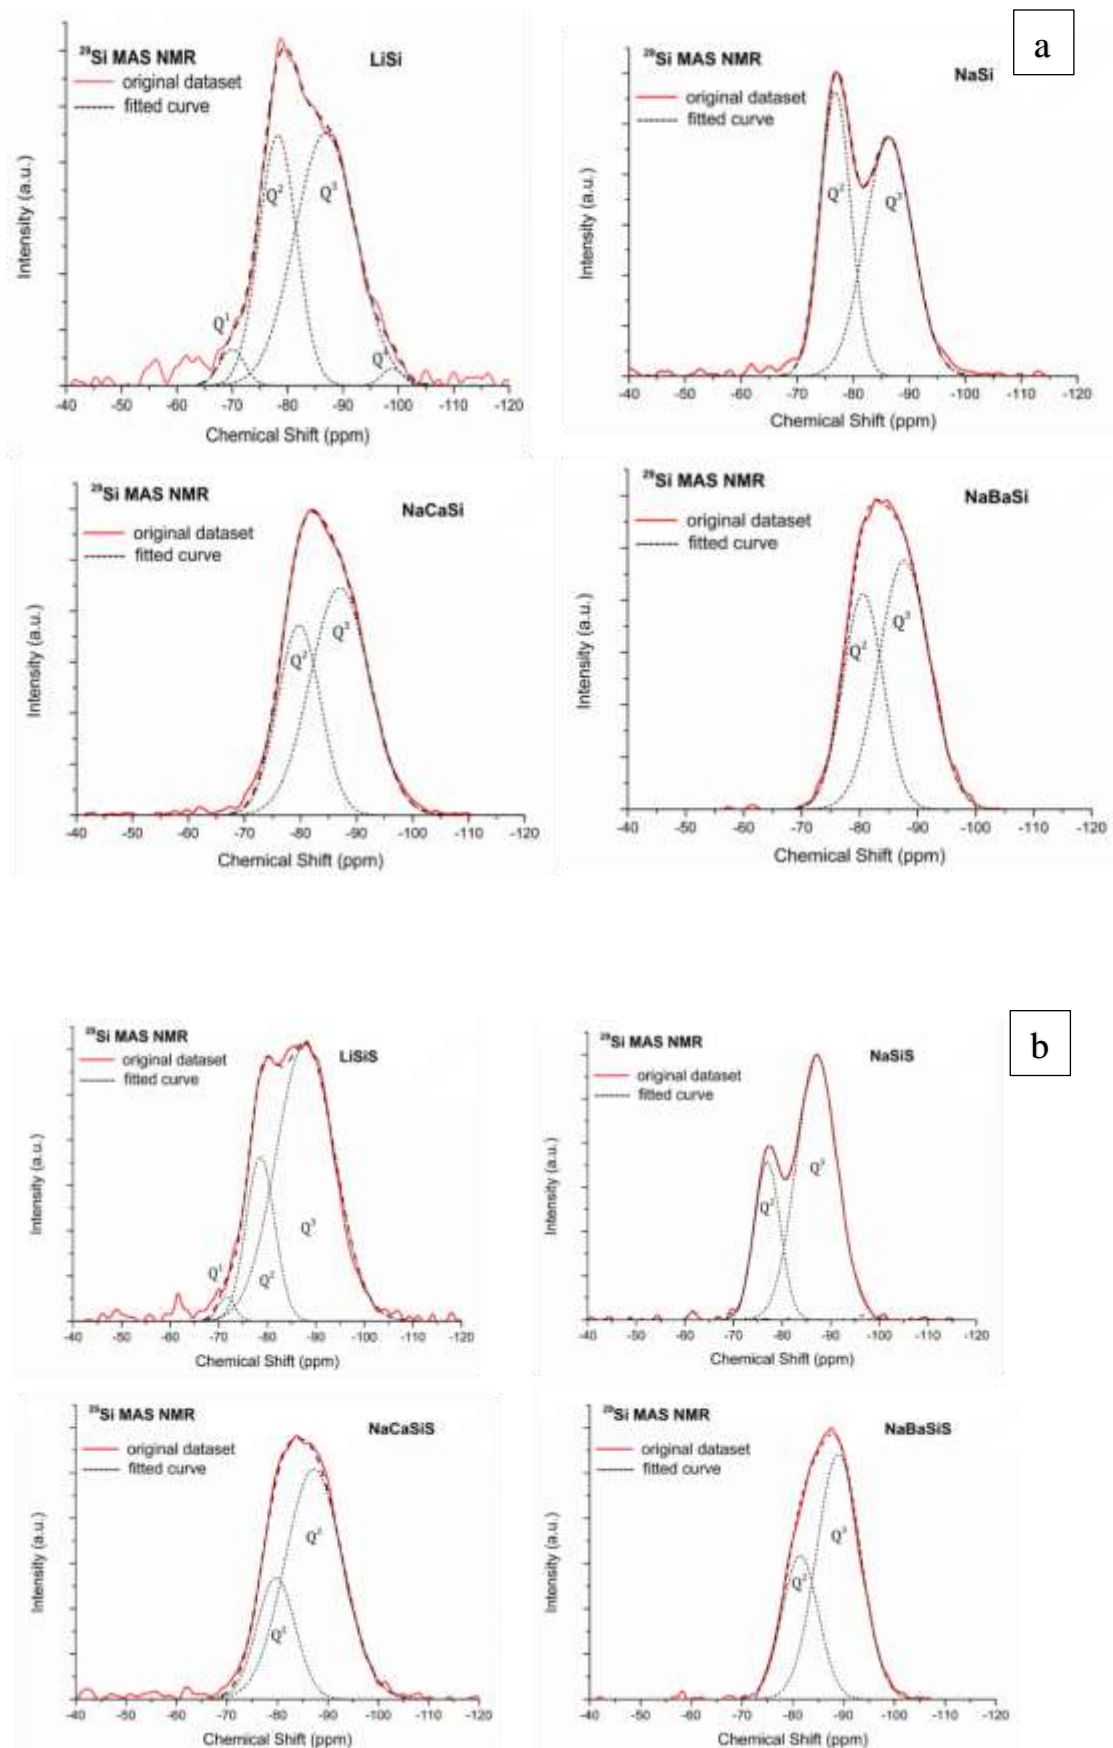 a
²⁹Si MAS NMR
LiSi
original dataset
fitted curve
Q¹
Q²
Q³
Q⁴
Intensity (a.u.)
-40 -50 -60 -70 -80 -90 -100 -110 -120
Chemical Shift (ppm)
²⁹Si MAS NMR
NaSi
original dataset
fitted curve
Q²
Q³
Intensity (a.u.)
-40 -50 -60 -70 -80 -90 -100 -110 -120
Chemical Shift (ppm)
²⁹Si MAS NMR
NaCaSi
original dataset
fitted curve
Q²
Q³
Intensity (a.u.)
-40 -50 -60 -70 -80 -90 -100 -110 -120
Chemical Shift (ppm)
²⁹Si MAS NMR
NaBaSi
original dataset
fitted curve
Q²
Q³
Intensity (a.u.)
-40 -50 -60 -70 -80 -90 -100 -110 -120
Chemical Shift (ppm)
b
²⁹Si MAS NMR
LiSiS
original dataset
fitted curve
Q¹
Q²
Q³
Intensity (a.u.)
-40 -50 -60 -70 -80 -90 -100 -110 -120
Chemical Shift (ppm)
²⁹Si MAS NMR
NaSiS
original dataset
fitted curve
Q²
Q³
Intensity (a.u.)
-40 -50 -60 -70 -80 -90 -100 -110 -120
Chemical Shift (ppm)
²⁹Si MAS NMR
NaCaSiS
original dataset
fitted curve
Intensity (a.u.)
-40 -50 -60 -70 -80 -90 -100 -110 -120
Chemical Shift (ppm)
²⁹Si MAS NMR
NaBaSiS
original dataset
fitted curve
Q²
Q³
Intensity (a.u.)
-40 -50 -60 -70 -80 -90 -100 -110 -120
Chemical Shift (ppm)